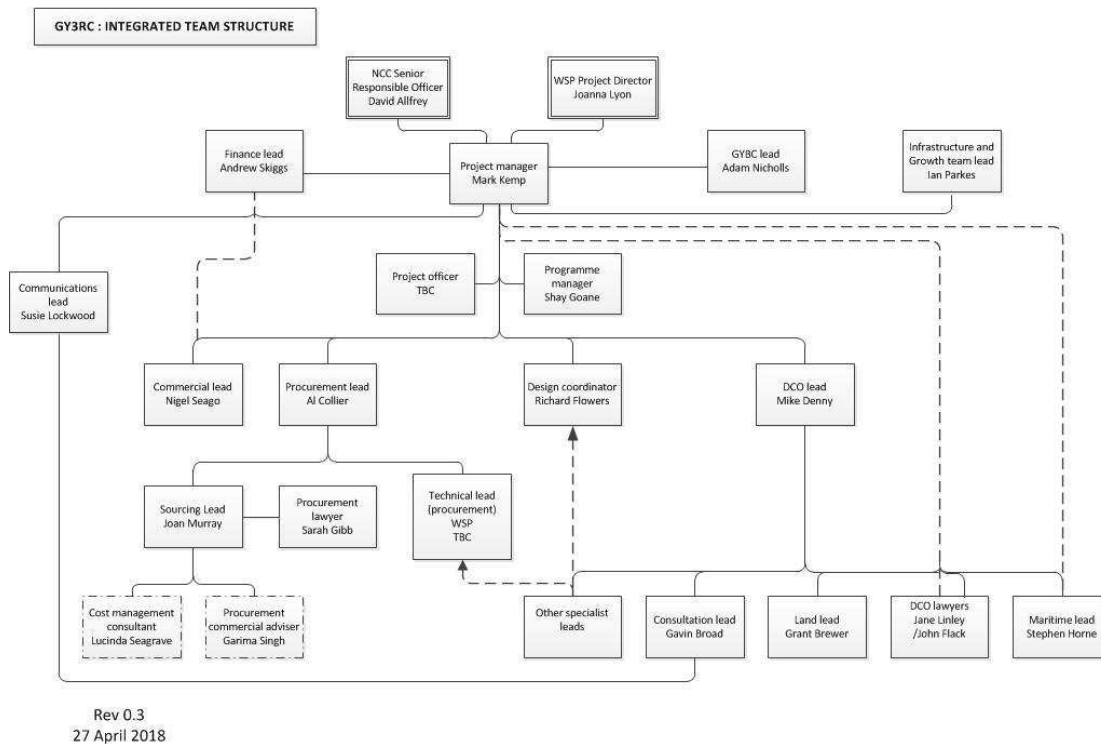 GY3RC : INTEGRATED TEAM STRUCTURE
NCC Senior
Responsible Officer
David Allfrey
WSP Project Director
Joanna Lyon
Finance lead
Andrew Skiggs
Project manager
Mark Kemp
GYBC lead
Adam Nicholls
Infrastructure and
Growth team lead
Ian Parkes
Communications
lead
Susie Lockwood
Project officer
TBC
Programme
manager
Shay Goane
Commercial lead
Nigel Seago
Procurement lead
Al Collier
Design coordinator
Richard Flowers
DCO lead
Mike Denny
Sourcing Lead
Joan Murray
Procurement
lawyer
Sarah Gibb
Technical lead
(procurement)
WSP
TBC
Cost management
consultant
Lucinda Seagrave
Procurement
commercial adviser
Garima Singh
Other specialist
leads
Consultation lead
Gavin Broad
Land lead
Grant Brewer
DCO lawyers
Jane Linley
/John Flack
Maritime lead
Stephen Horne
Rev 0.3
27 April 2018